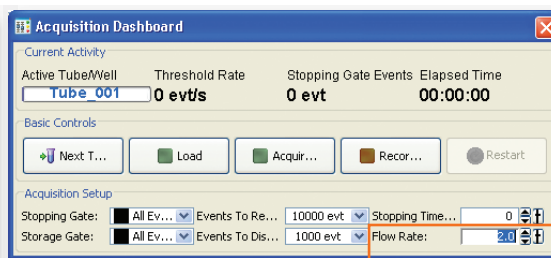 Acquisition Dashboard
Current Activity
Active Tube/Well Threshold Rate Stopping Gate Events Elapsed Time
Tube_001 0 evt/s 0 evt 00:00:00
Basic Controls
Next T... Load Acquir... Recor... Restart
Acquisition Setup
Stopping Gate: All Ev... Events To Re... 10000 evt Stopping Time... 0
Storage Gate: All Ev... Events To Dis... 1000 evt Flow Rate: 2.0